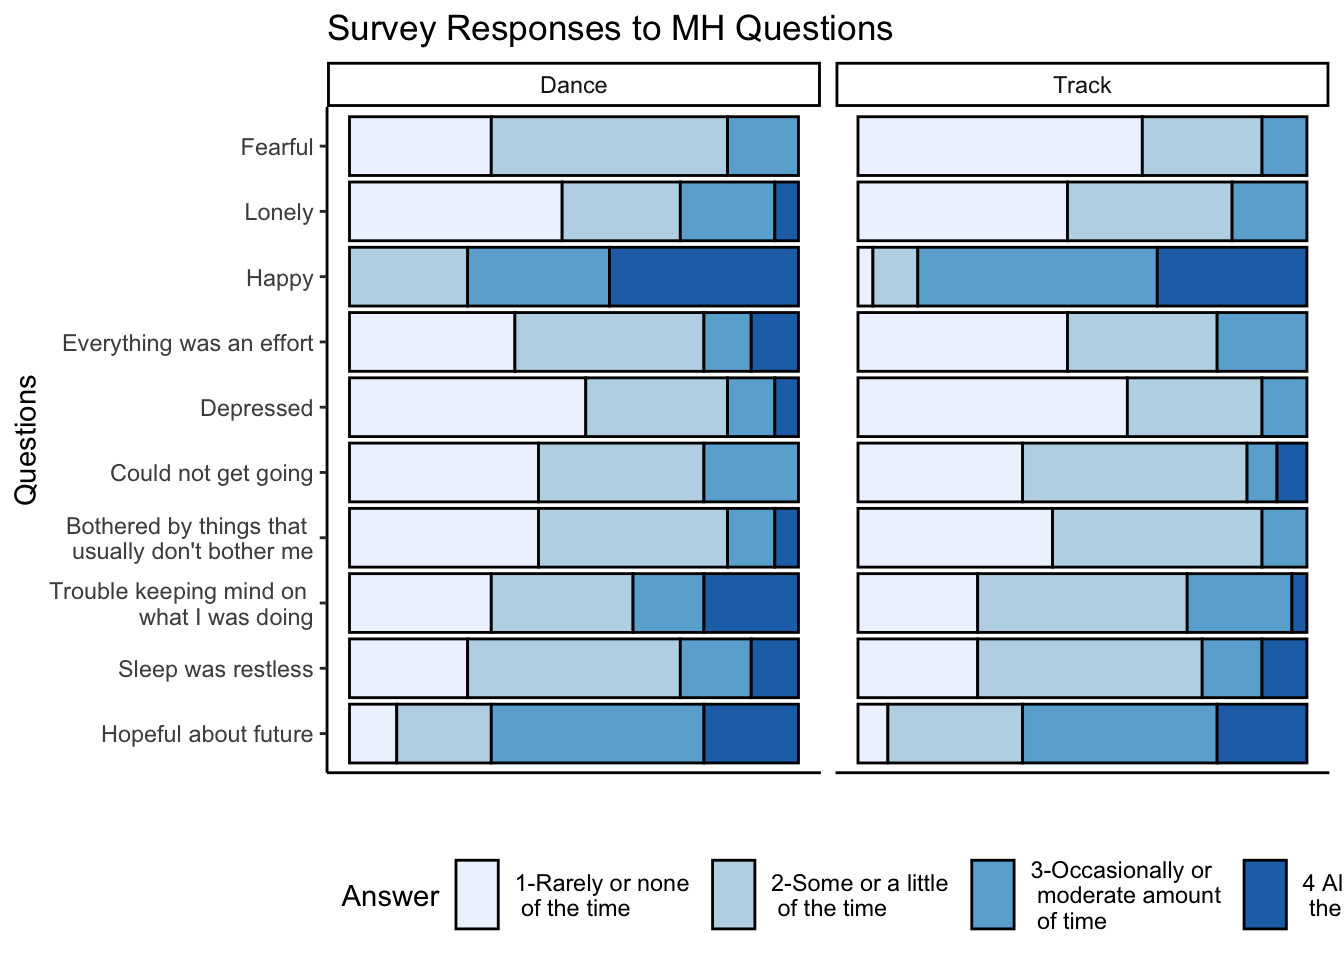 Survey Responses to MH Questions
Dance
Track
Fearful
Lonely
Happy
Everything was an effort
Depressed
Could not get going
Bothered by things that
usually don't bother me
Trouble keeping mind on
what I was doing
Sleep was restless
Hopeful about future
Questions
Answer
1-Rarely or none
of the time
2-Some or a little
of the time
3-Occasionally or
moderate amount
of time
4 Al
the